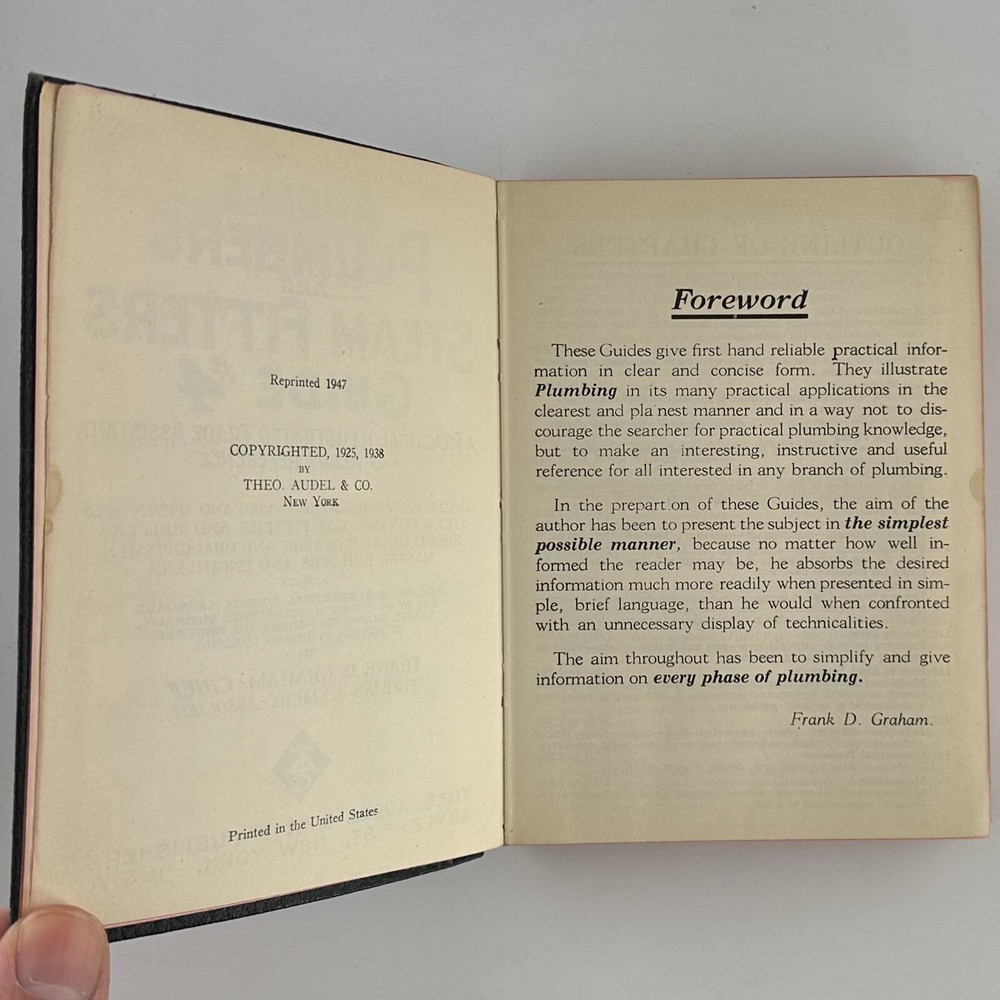 Reprinted 1947
COPYRIGHTED, 1925, 1938
BY
THEO. AUDEL & CO.
NEW YORK
Printed in the United States
Foreword
These Guides give first hand reliable practical infor-
mation in clear and concise form. They illustrate
Plumbing in its many practical applications in the
clearest and pla nest manner and in a way not to dis-
courage the searcher for practical plumbing knowledge,
but to make an interesting, instructive and useful
reference for all interested in any branch of plumbing.
In the prepart.on of these Guides, the aim of the
author has been to present the subject in the simplest
possible manner, because no matter how well in-
formed the reader may be, he absorbs the desired
information much more readily when presented in sim-
ple, brief language, than he would when confronted
with an unnecessary display of technicalities.
The aim throughout has been to simplify and give
information on every phase of plumbing.
Frank D. Graham.